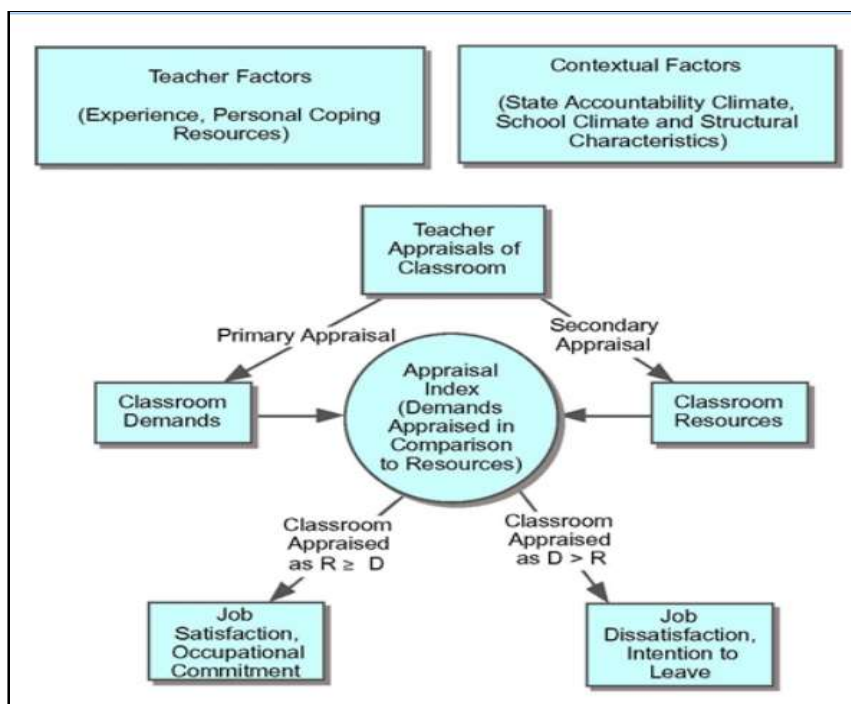 Teacher Factors
(Experience, Personal Coping
Resources)
Contextual Factors
(State Accountability Climate,
School Climate and Structural
Characteristics)
Teacher
Appraisals of
Classroom
Primary Appraisal
Secondary
Appraisal
Classroom
Demands
Appraisal
Index
(Demands
Appraised in
Comparison
to Resources)
Classroom
Resources
Classroom
Appraised
as R ≥ D
Classroom
Appraised
as D > R
Job
Satisfaction,
Occupational
Commitment
Job
Dissatisfaction,
Intention to
Leave